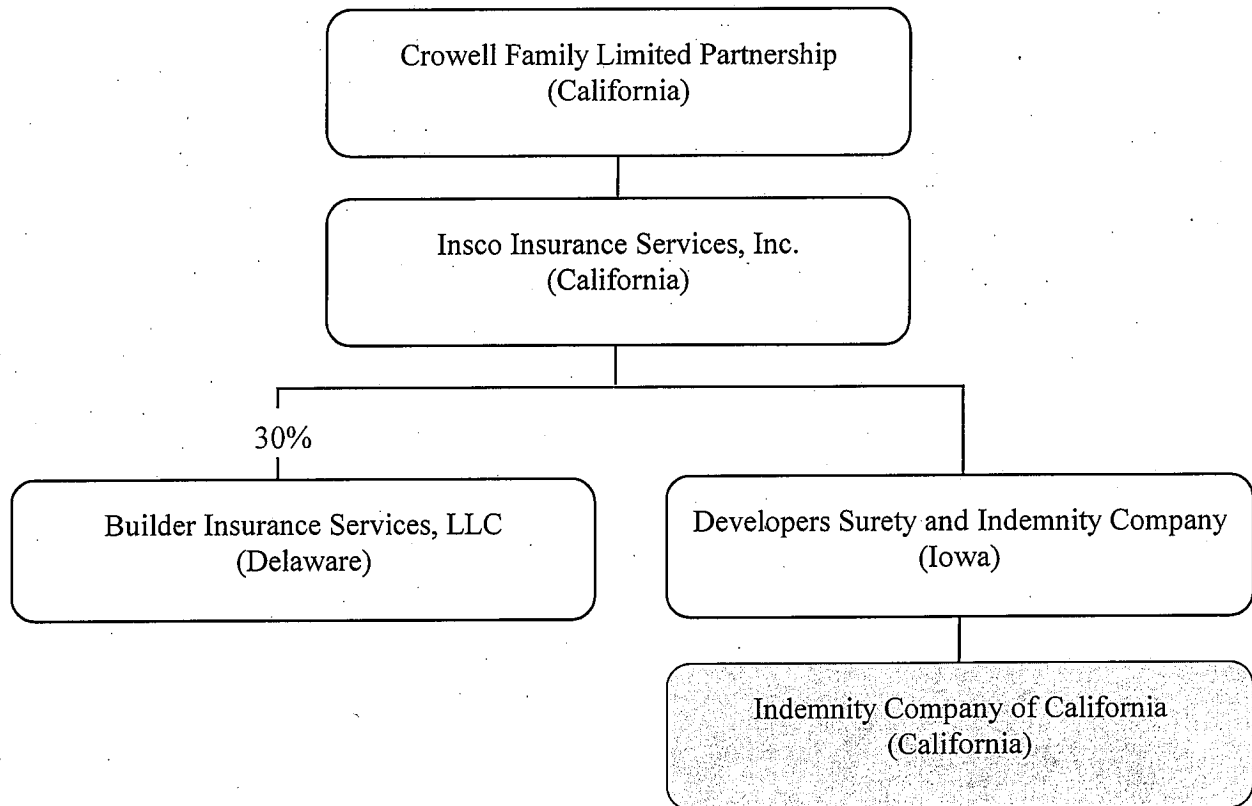 Crowell Family Limited Partnership
(California)
Insco Insurance Services, Inc.
(California)
30%
Builder Insurance Services, LLC
(Delaware)
Developers Surety and Indemnity Company
(Iowa)
Indemnity Company of California
(California)